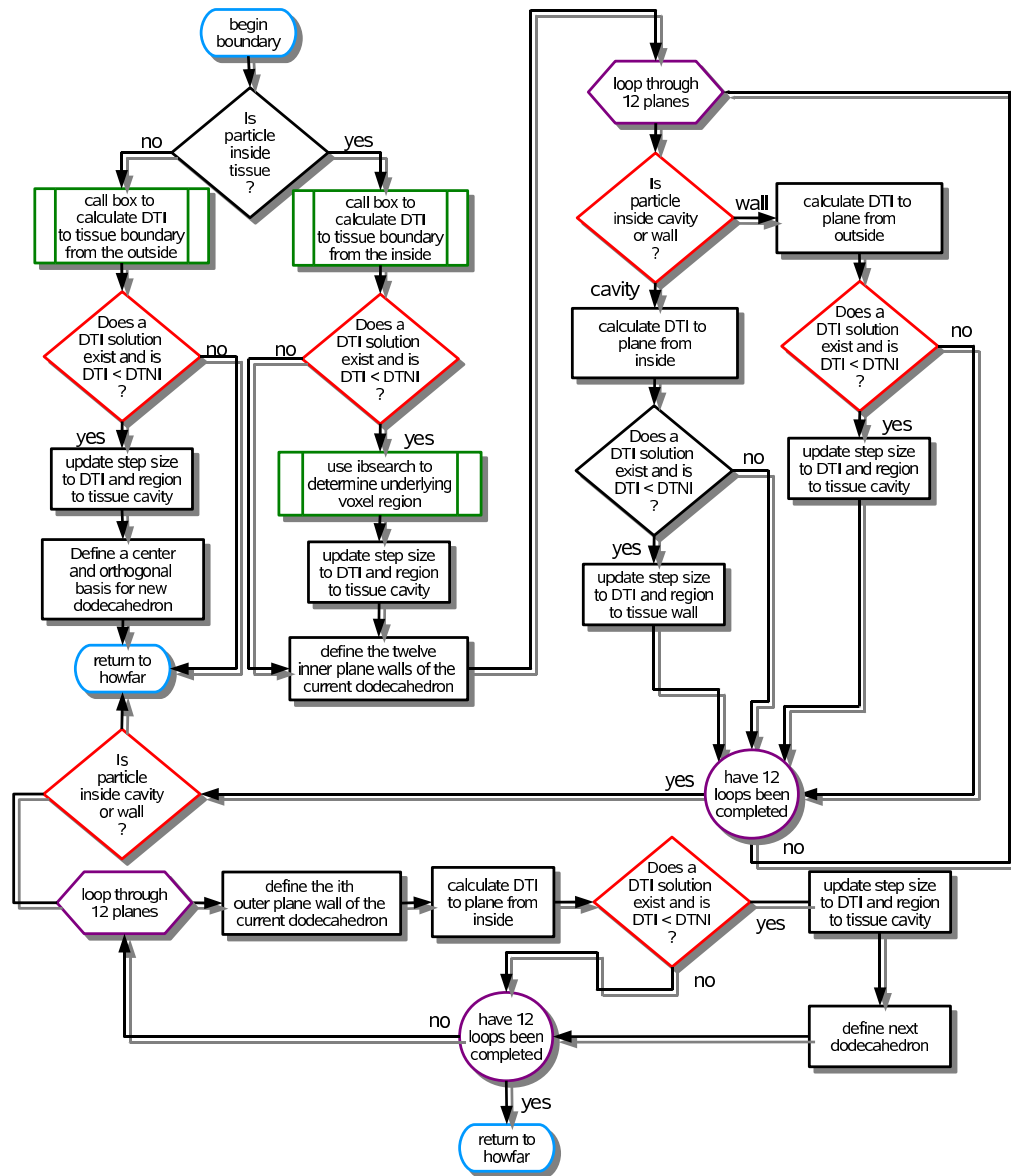 begin
boundary
Is
particle
inside
tissue
?
no
yes
call box to
calculate DTI
to tissue boundary
from the outside
call box to
calculate DTI
to tissue boundary
from the inside
Does a
DTI solution
exist and is
DTI < DTNI
?
no
yes
Does a
DTI solution
exist and is
DTI < DTNI
?
no
yes
update step size
to DTI and region
to tissue cavity
Define a center
and orthogonal
basis for new
dodecahedron
return to
howfar
use ibsearch to
determine underlying
voxel region
update step size
to DTI and region
to tissue cavity
define the twelve
inner plane walls of the
current dodecahedron
loop through
12 planes
Is
particle
inside cavity
or wall
?
wall
cavity
calculate DTI to
plane from
outside
calculate DTI to
plane from
inside
Does a
DTI solution
exist and is
DTI < DTNI
?
no
yes
Does a
DTI solution
exist and is
DTI < DTNI
?
no
yes
update step size
to DTI and region
to tissue cavity
update step size
to DTI and region
to tissue wall
have 12
loops been
completed
yes
no
Is
particle
inside cavity
or wall
?
loop through
12 planes
define the ith
outer plane wall of the
current dodecahedron
calculate DTI
to plane from
inside
Does a
DTI solution
exist and is
DTI < DTNI
?
yes
no
update step size
to DTI and region
to tissue cavity
define next
dodecahedron
have 12
loops been
completed
no
yes
return to
howfar